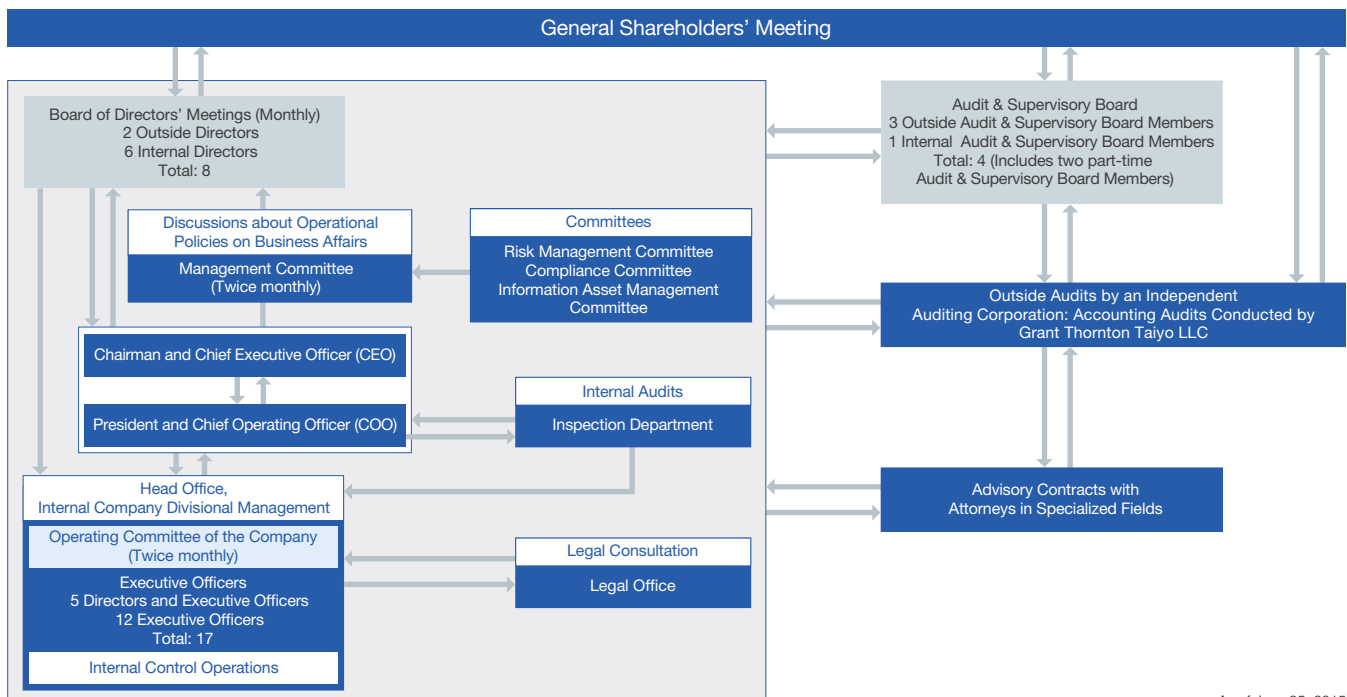 General Shareholders' Meeting
Board of Directors' Meetings (Monthly)
2 Outside Directors
6 Internal Directors
Total: 8
Audit & Supervisory Board
3 Outside Audit & Supervisory Board Members
1 Internal Audit & Supervisory Board Members
Total: 4 (Includes two part-time
Audit & Supervisory Board Members)
Discussions about Operational
Policies on Business Affairs
Management Committee
(Twice monthly)
Committees
Risk Management Committee
Compliance Committee
Information Asset Management
Committee
Outside Audits by an Independent
Auditing Corporation: Accounting Audits Conducted by
Grant Thornton Taiyo LLC
Chairman and Chief Executive Officer (CEO)
President and Chief Operating Officer (COO)
Internal Audits
Inspection Department
Head Office,
Internal Company Divisional Management
Operating Committee of the Company
(Twice monthly)
Executive Officers
5 Directors and Executive Officers
12 Executive Officers
Total: 17
Internal Control Operations
Legal Consultation
Legal Office
Advisory Contracts with
Attorneys in Specialized Fields